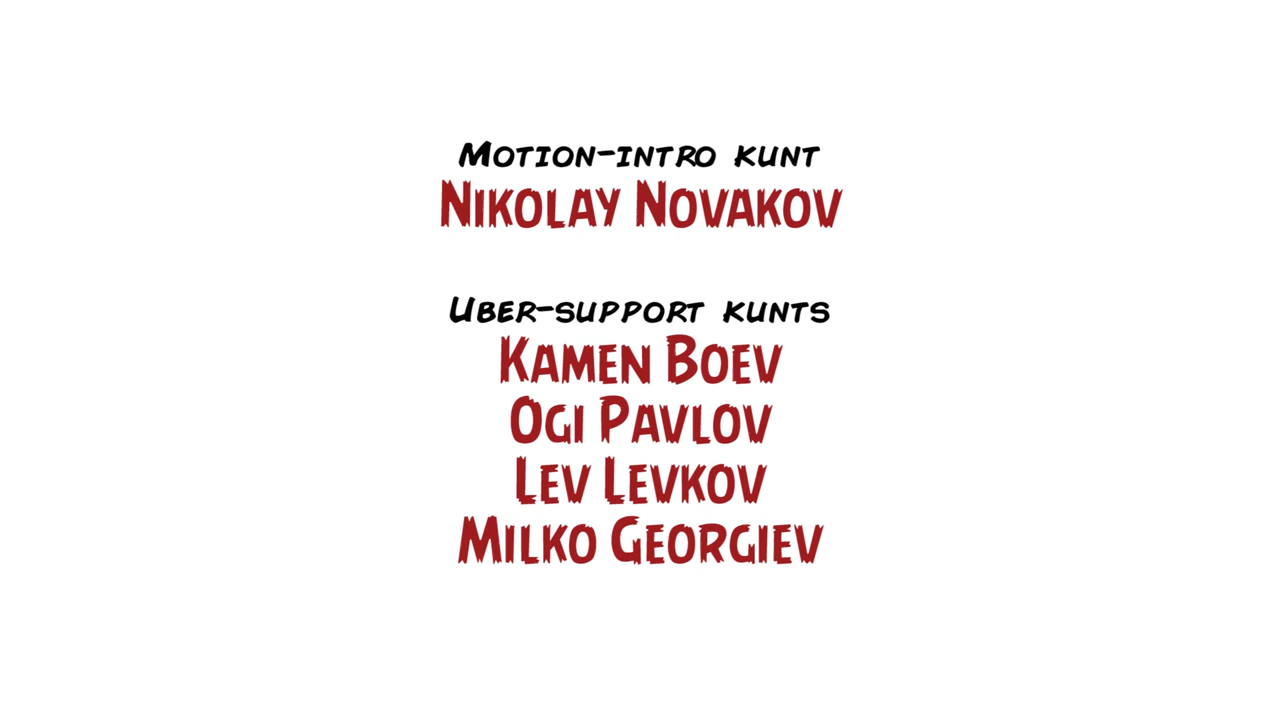 Motion-intro kunt
Nikolay Novakov
Uber-support kunts
Kamen Boev
Ogi Pavlov
Lev Levkov
Milko Georgiev